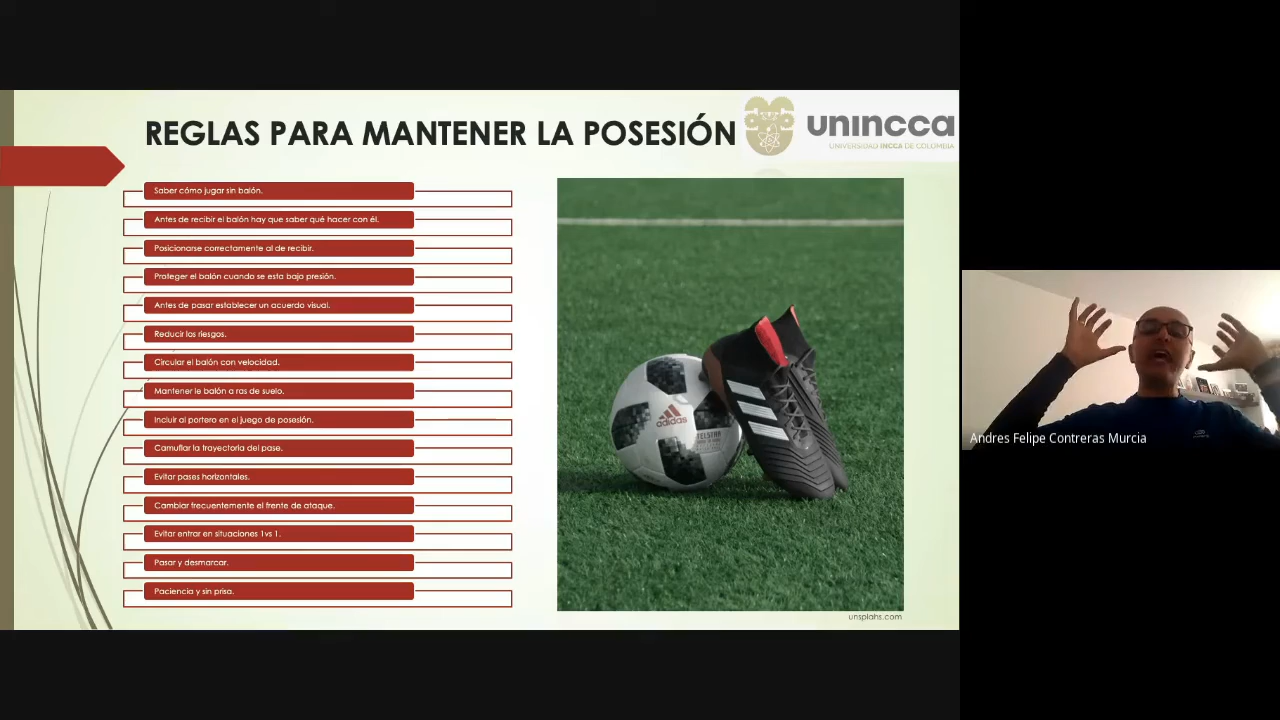 REGLAS PARA MANTENER LA POSESIÓN
unincca
UNIVERSIDAD INCCA DE COLOMBIA
Saber cómo jugar sin balón.
Antes de recibir el balón hay que saber qué hacer con él.
Posicionarse correctamente al de recibir.
Proteger el balón cuando se esta bajo presión.
Antes de pasar establecer un acuerdo visual.
Reducir los riesgos.
Circular el balón con velocidad.
Mantener le balón a ras de suelo.
Incluir al portero en el juego de posesión.
Camuflar la trayectoria del pase.
Evitar pases horizontales.
Cambiar frecuentemente el frente de ataque.
Evitar entrar en situaciones 1vs 1.
Pasar y desmarcar.
Paciencia y sin prisa.
adidas
TELSTAR
unsplahs.com
Andres Felipe Contreras Murcia